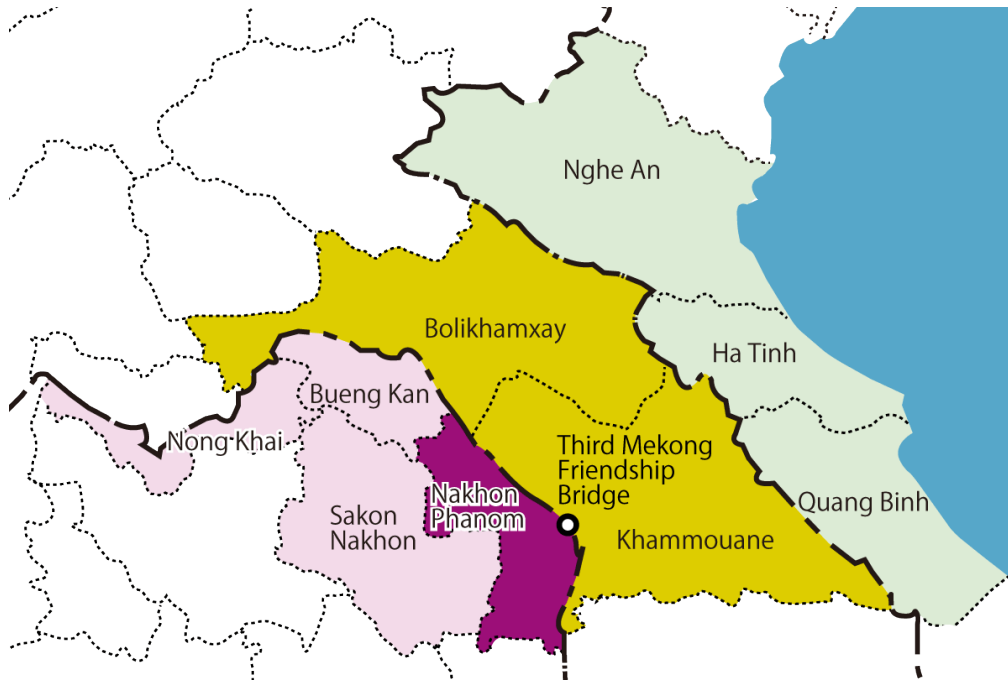 Nghe An
Bolikhamxay
Ha Tinh
Bueng Kan
Nong Khai
Third Mekong
Friendship
Bridge
Nakhon
Phanom
Quang Binh
Sakon
Nakhon
Khammouane